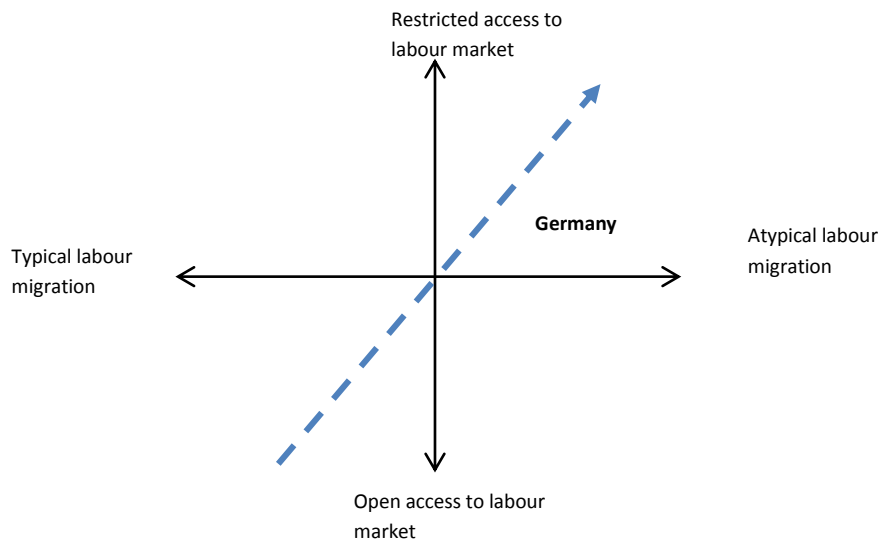 Restricted access to
labour market
Germany
Typical labour
migration
Atypical labour
migration
Open access to labour
market